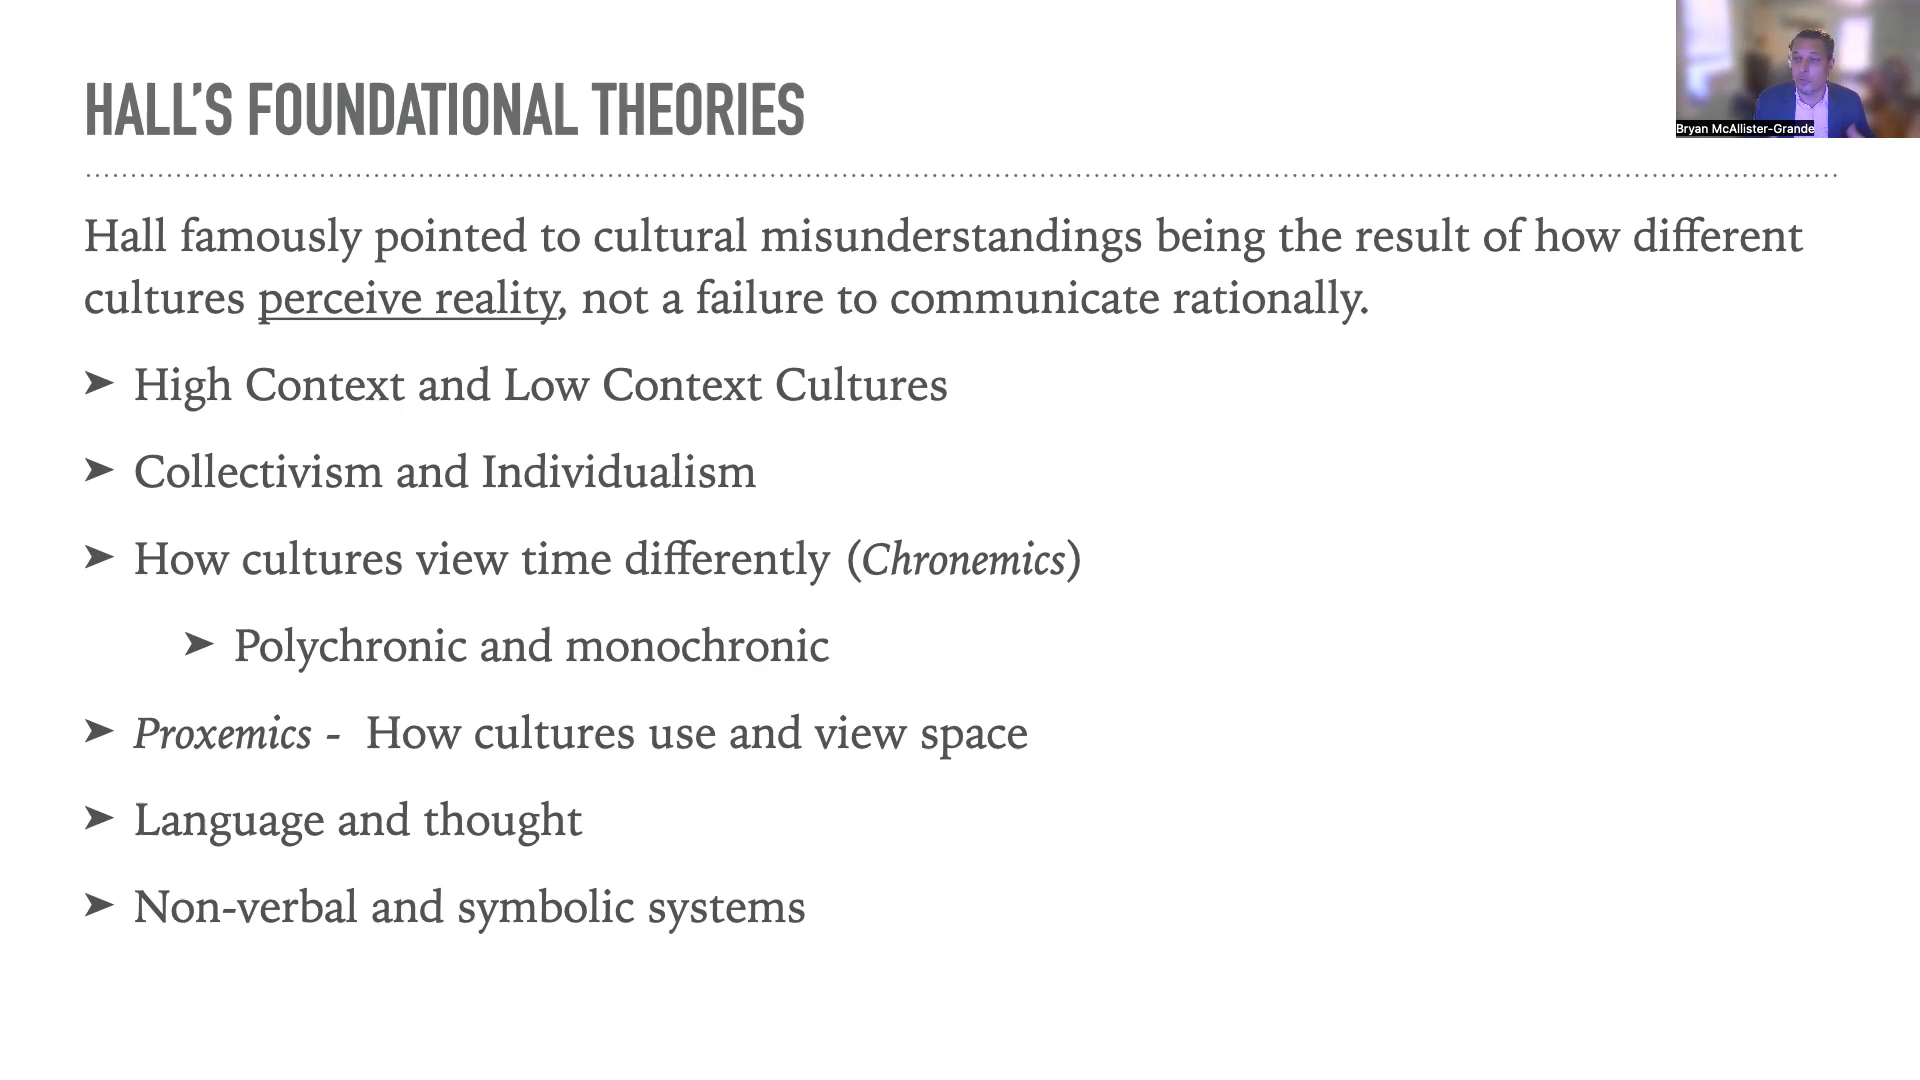 HALL'S FOUNDATIONAL THEORIES
Bryan McAllister-Grande
Hall famously pointed to cultural misunderstandings being the result of how different
cultures perceive reality, not a failure to communicate rationally.
➤ High Context and Low Context Cultures
➤ Collectivism and Individualism
➤ How cultures view time differently (Chronemics)
➤ Polychronic and monochronic
➤ Proxemics - How cultures use and view space
➤ Language and thought
➤ Non-verbal and symbolic systems